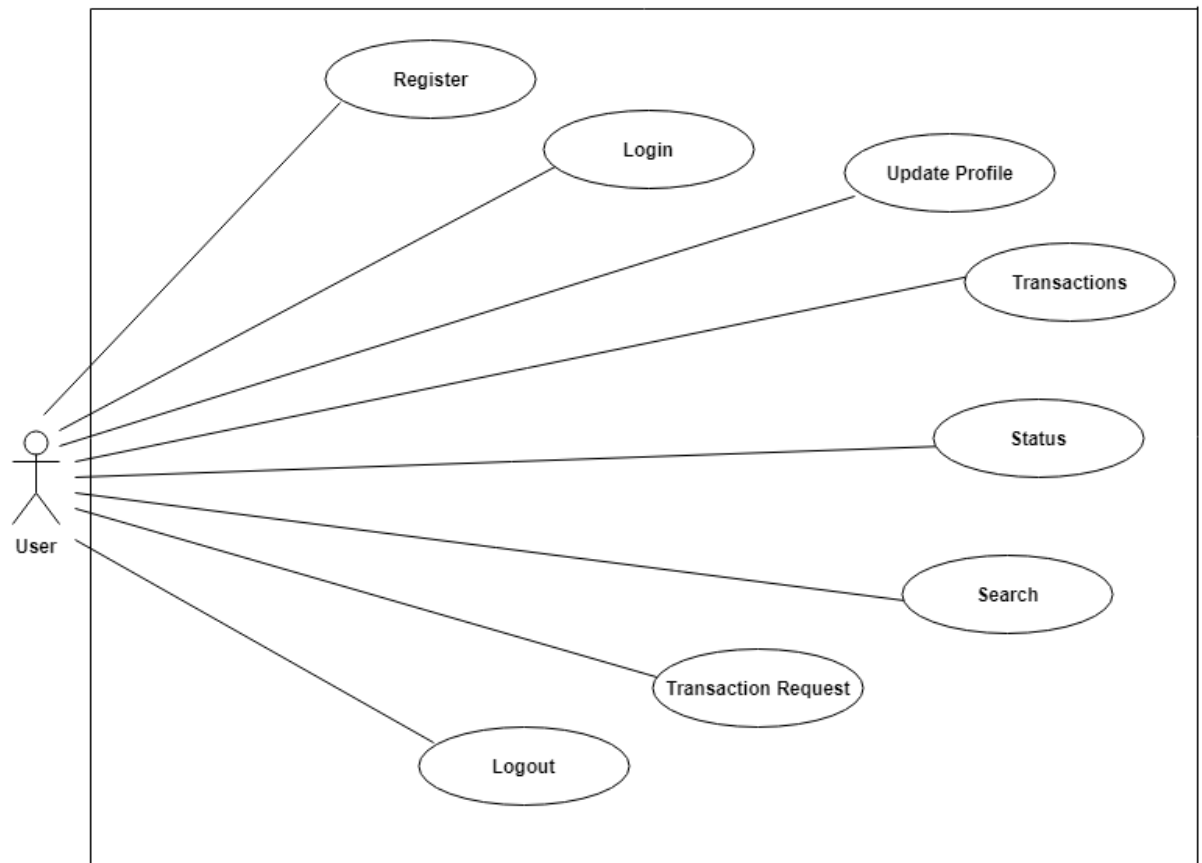 Register
Login
Update Profile
Transactions
Status
User
Search
Transaction Request
Logout